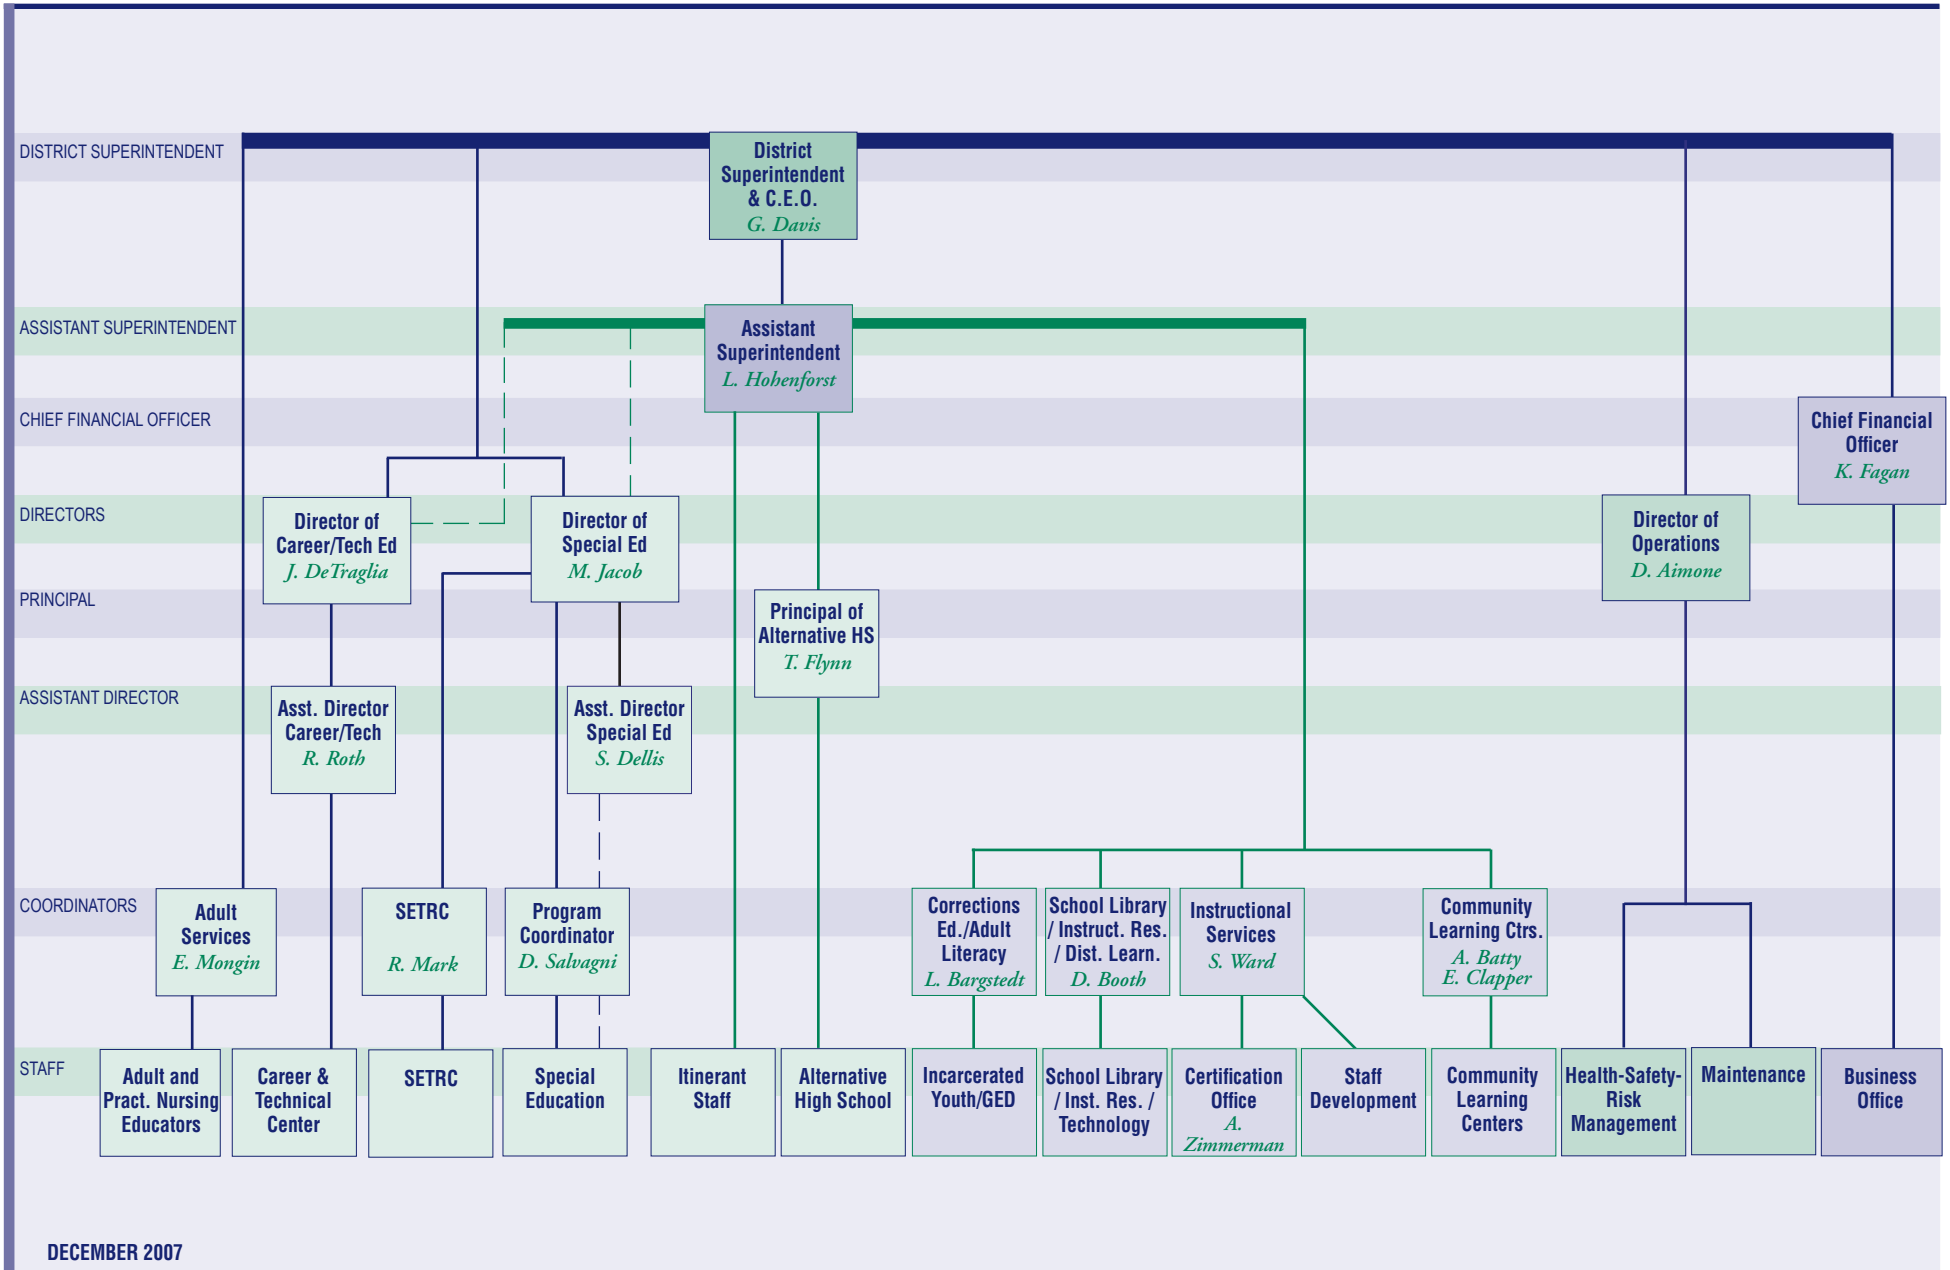 DISTRICT SUPERINTENDENT
District
Superintendent
& C.E.O.
G. Davis
ASSISTANT SUPERINTENDENT
Assistant
Superintendent
L. Hohenforst
CHIEF FINANCIAL OFFICER
Chief Financial
Officer
K. Fagan
DIRECTORS
Director of
Career/Tech Ed
J. DeTraglia
Director of
Special Ed
M. Jacob
Director of
Operations
D. Aimone
PRINCIPAL
Principal of
Alternative HS
T. Flynn
ASSISTANT DIRECTOR
Asst. Director
Career/Tech
R. Roth
Asst. Director
Special Ed
S. Dellis
COORDINATORS
Adult
Services
E. Mongin
SETRC
R. Mark
Program
Coordinator
D. Salvagni
Corrections
Ed./Adult
Literacy
L. Bargstedt
School Library
/ Instruct. Res.
/ Dist. Learn.
D. Booth
Instructional
Services
S. Ward
Community
Learning Ctrs.
A. Batty
E. Clapper
STAFF
Adult and
Pract. Nursing
Educators
Career &
Technical
Center
SETRC
Special
Education
Itinerant
Staff
Alternative
High School
Incarcerated
Youth/GED
School Library
/ Inst. Res. /
Technology
Certification
Office
A.
Zimmerman
Staff
Development
Community
Learning
Centers
Health-Safety-
Risk
Management
Maintenance
Business
Office
DECEMBER 2007